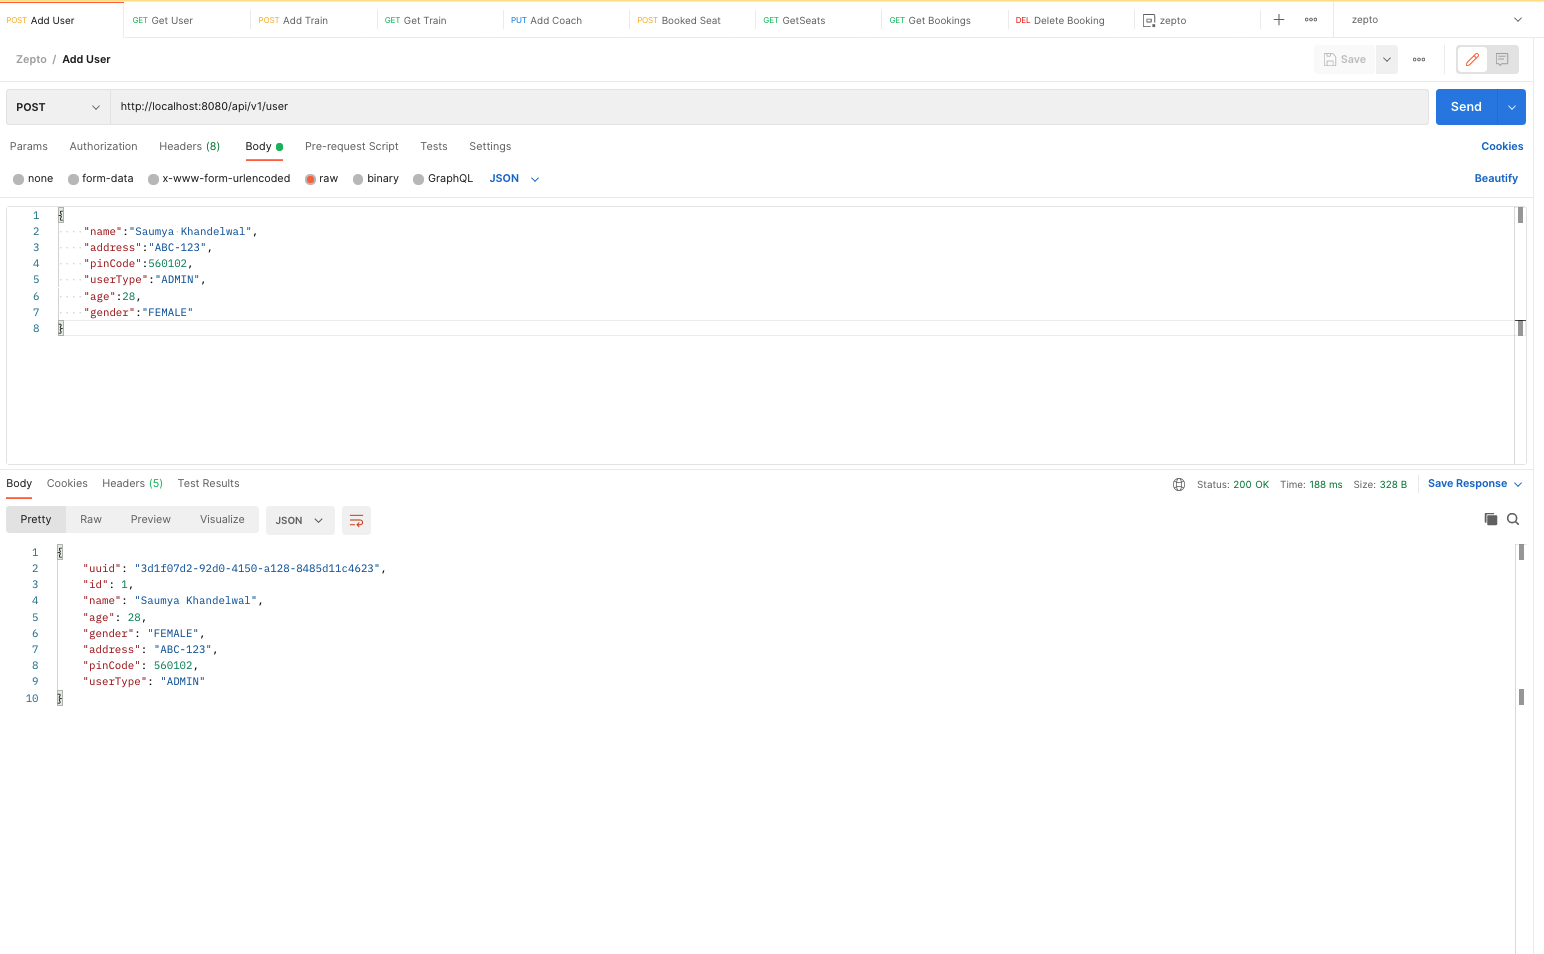 POST Add User GET Get User POST Add Train GET Get Train PUT Add Coach POST Booked Seat GET GetSeats GET Get Bookings DEL Delete Booking zepto zepto
Zepto / Add User Save
POST http://localhost:8080/api/v1/user Send
Params Authorization Headers (8) Body Pre-request Script Tests Settings Cookies
none form-data x-www-form-urlencoded raw binary GraphQL JSON Beautify
1 {
2 "name":"Saumya Khandelwal",
3 "address":"ABC-123",
4 "pinCode":560102,
5 "userType":"ADMIN",
6 "age":28,
7 "gender":"FEMALE"
8 }
Body Cookies Headers (5) Test Results Status: 200 OK Time: 188 ms Size: 328 B Save Response
Pretty Raw Preview Visualize JSON
1 {
2 "uuid": "3d1f07d2-92d0-4150-a128-8485d11c4623",
3 "id": 1,
4 "name": "Saumya Khandelwal",
5 "age": 28,
6 "gender": "FEMALE",
7 "address": "ABC-123",
8 "pinCode": 560102,
9 "userType": "ADMIN"
10 }